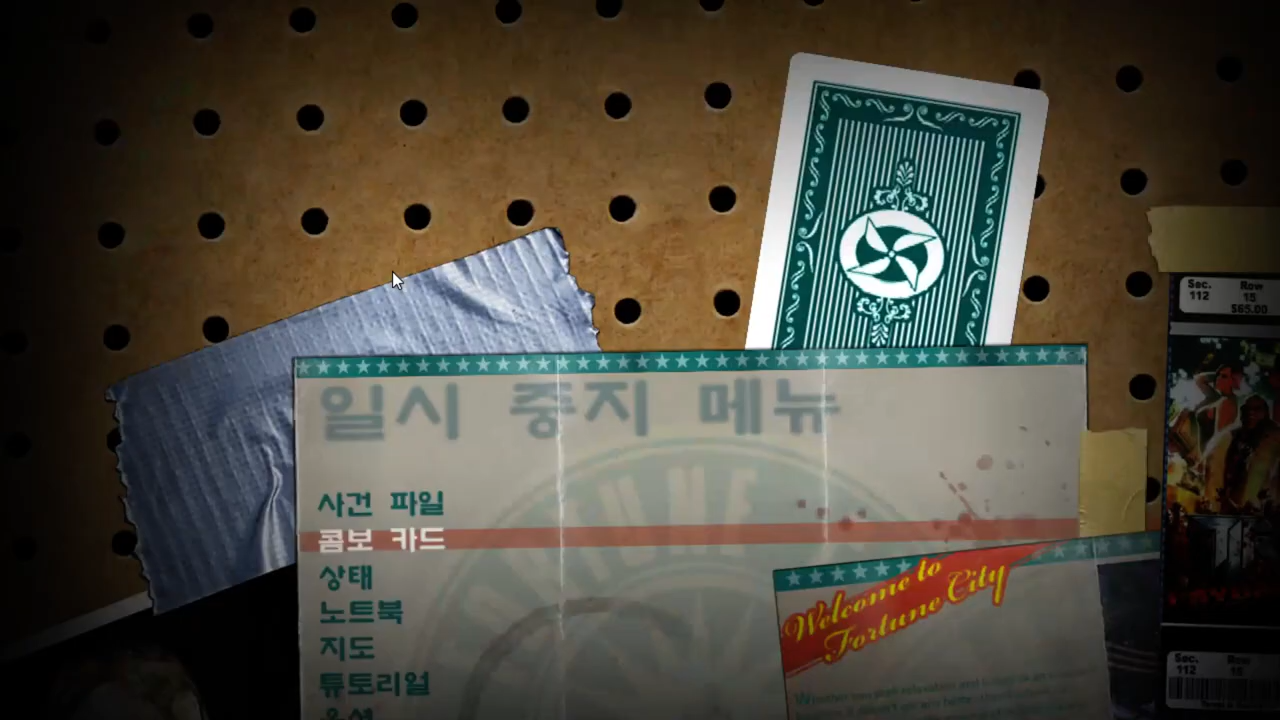 Sec. Row
112 15
$65.00
일시 중지 메뉴
사건 파일
콤보 카드
상태
노트북
지도
튜토리얼
옵션
Welcome to
Fortune City
Sec. Row
112 15